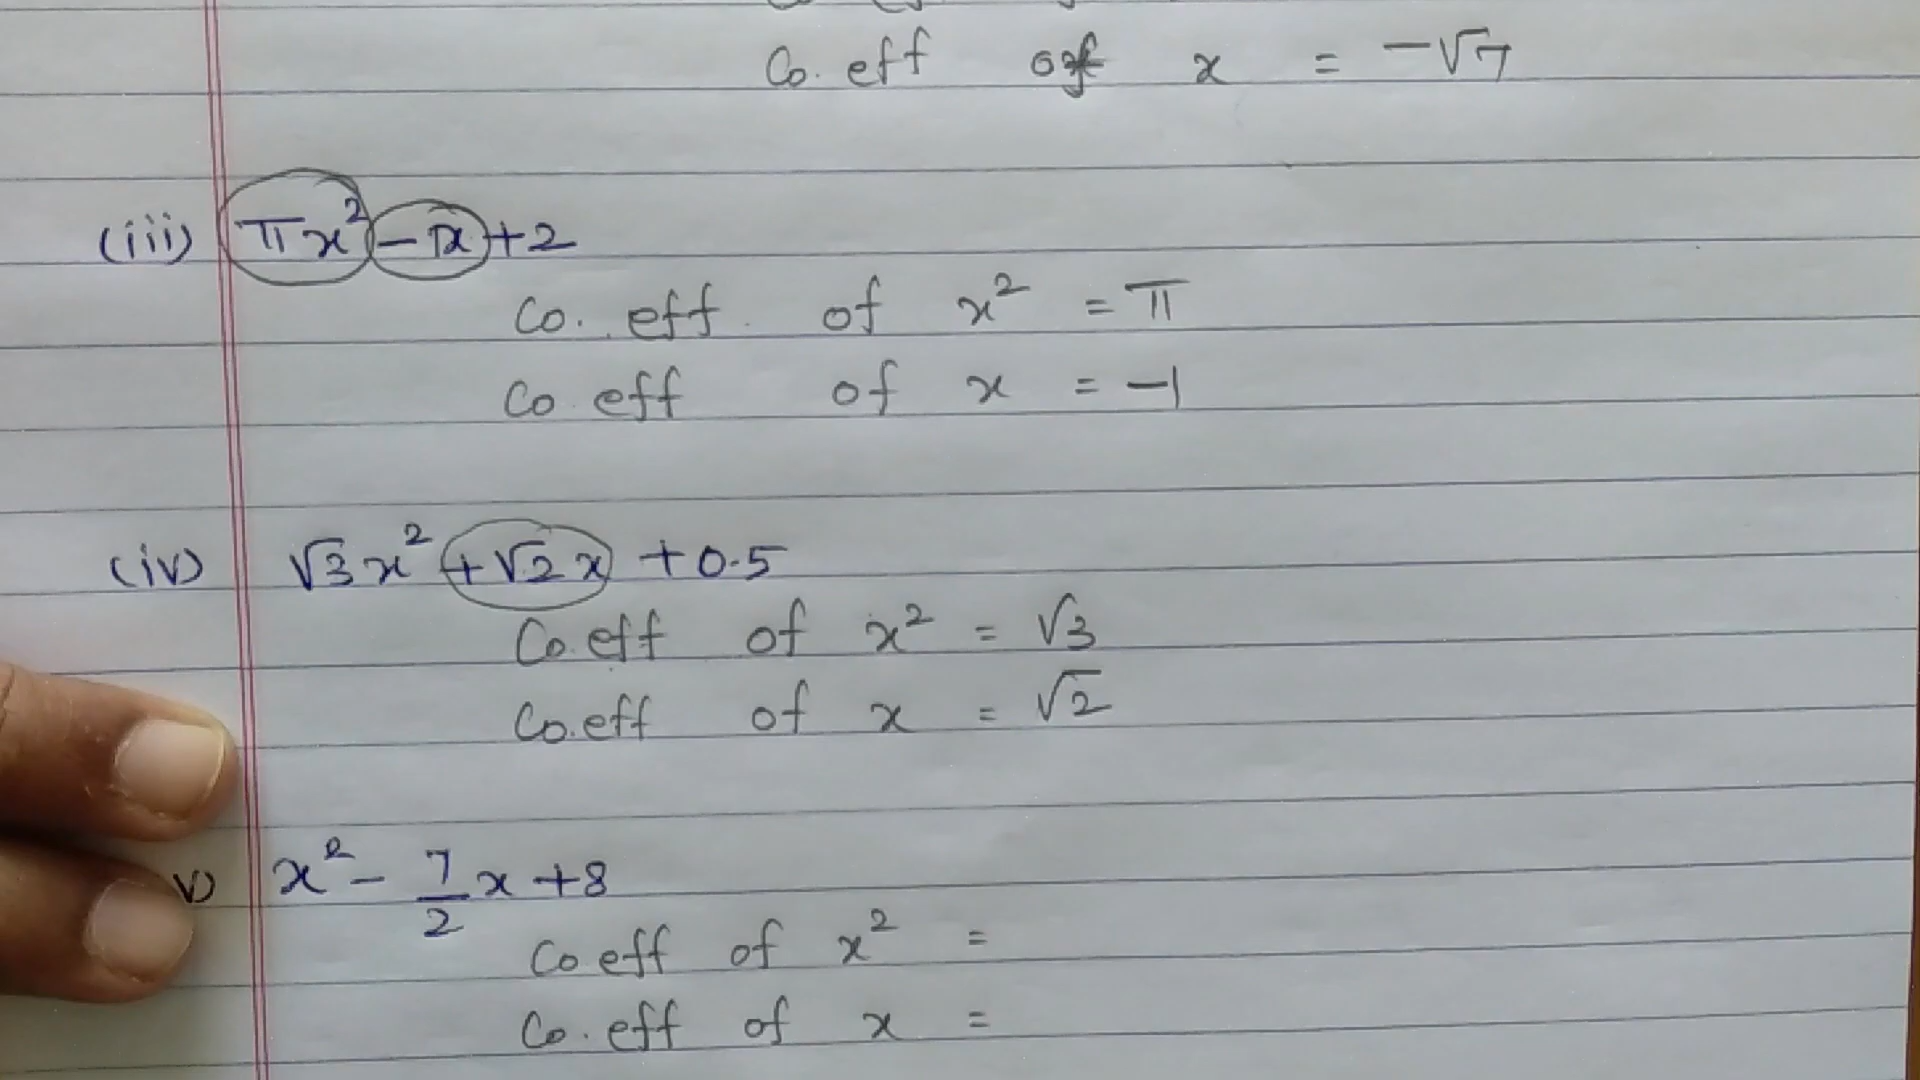 Co. eff of x = -√7
(iii) πx² - 1x + 2
Co. eff. of x² = π
Co eff of x = -1
(iv) √3x² + √2x + 0.5
Co. eff of x² = √3
Co. eff of x = √2
v) x² - 7/2 x + 8
Co eff of x² =
Co. eff of x =